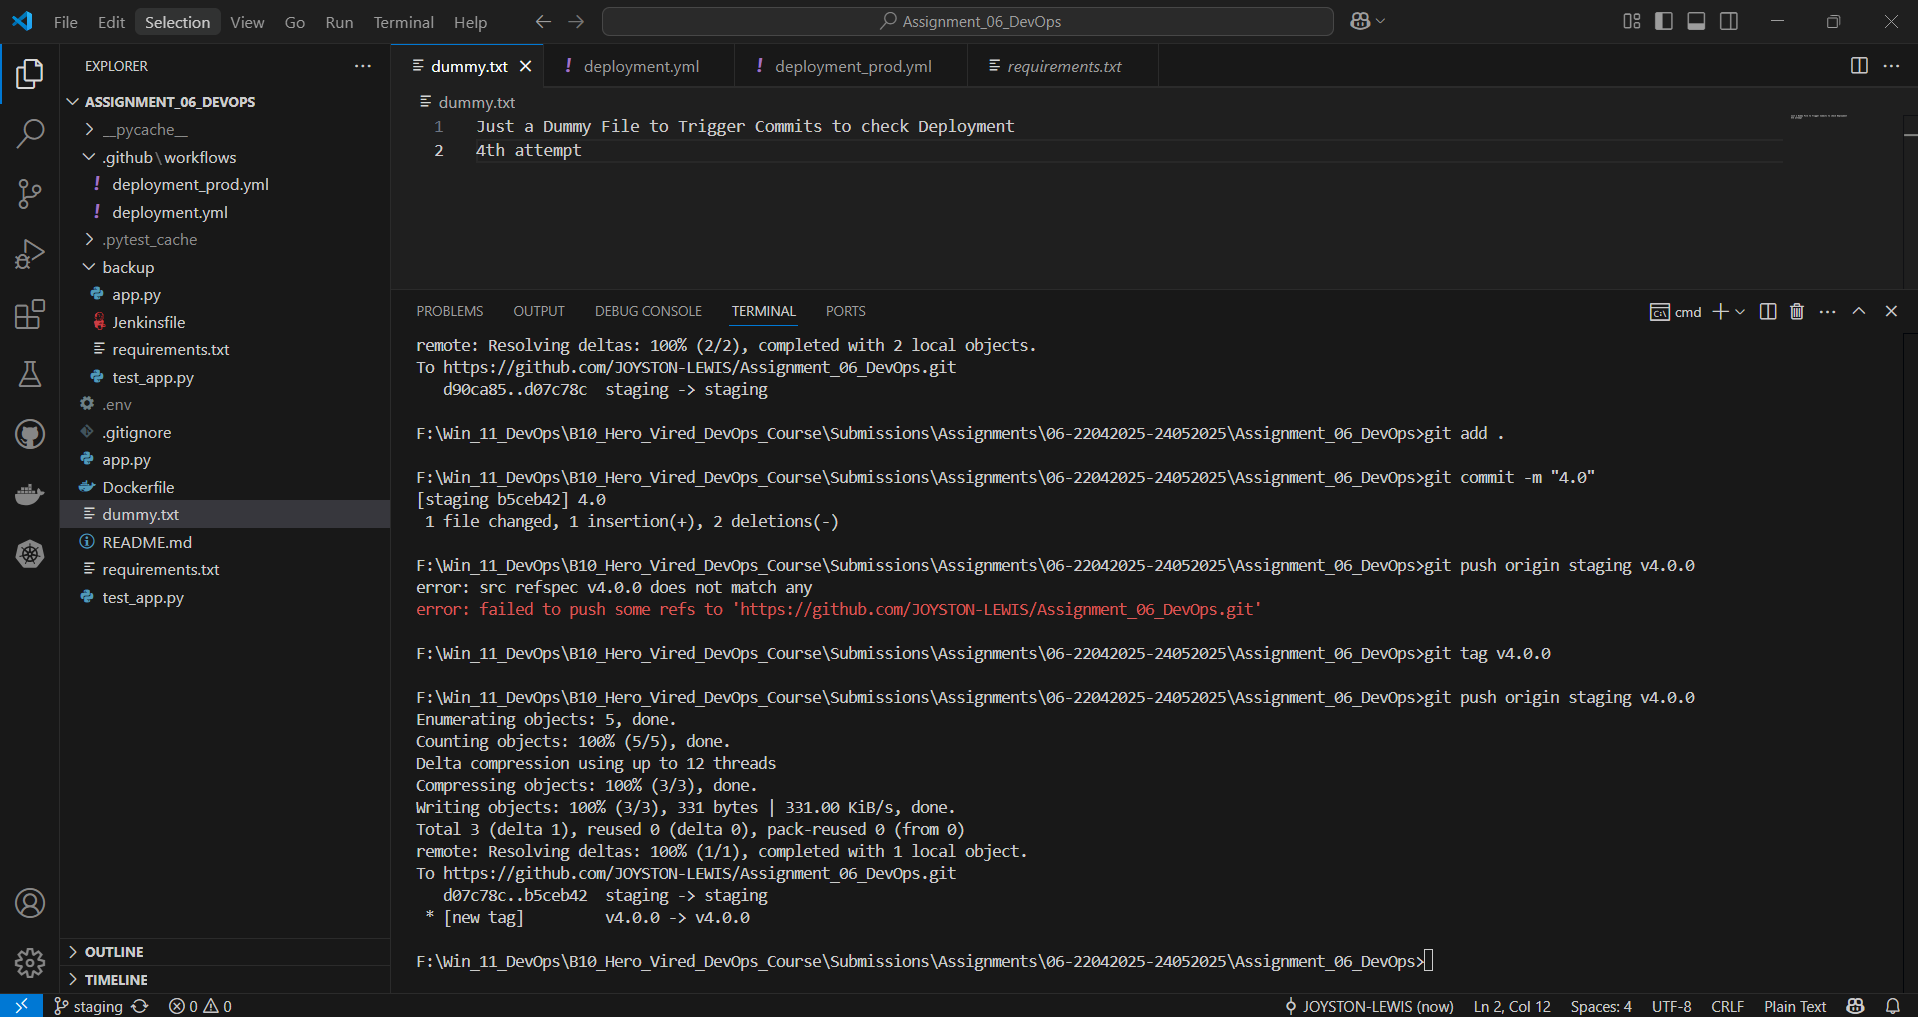 File Edit Selection View Go Run Terminal Help
Assignment_06_DevOps
EXPLORER
ASSIGNMENT_06_DEVOPS
__pycache__
.github\workflows
deployment_prod.yml
deployment.yml
.pytest_cache
backup
app.py
Jenkinsfile
requirements.txt
test_app.py
.env
.gitignore
app.py
Dockerfile
dummy.txt
README.md
requirements.txt
test_app.py
OUTLINE
TIMELINE
dummy.txt deployment.yml deployment_prod.yml requirements.txt
dummy.txt
1 Just a Dummy File to Trigger Commits to check Deployment
2 4th attempt
PROBLEMS OUTPUT DEBUG CONSOLE TERMINAL PORTS
cmd
remote: Resolving deltas: 100% (2/2), completed with 2 local objects.
To https://github.com/JOYSTON-LEWIS/Assignment_06_DevOps.git
d90ca85..d07c78c staging -> staging
F:\Win_11_DevOps\B10_Hero_Vired_DevOps_Course\Submissions\Assignments\06-22042025-24052025\Assignment_06_DevOps>git add .
F:\Win_11_DevOps\B10_Hero_Vired_DevOps_Course\Submissions\Assignments\06-22042025-24052025\Assignment_06_DevOps>git commit -m "4.0"
[staging b5ceb42] 4.0
1 file changed, 1 insertion(+), 2 deletions(-)
F:\Win_11_DevOps\B10_Hero_Vired_DevOps_Course\Submissions\Assignments\06-22042025-24052025\Assignment_06_DevOps>git push origin staging v4.0.0
error: src refspec v4.0.0 does not match any
error: failed to push some refs to 'https://github.com/JOYSTON-LEWIS/Assignment_06_DevOps.git'
F:\Win_11_DevOps\B10_Hero_Vired_DevOps_Course\Submissions\Assignments\06-22042025-24052025\Assignment_06_DevOps>git tag v4.0.0
F:\Win_11_DevOps\B10_Hero_Vired_DevOps_Course\Submissions\Assignments\06-22042025-24052025\Assignment_06_DevOps>git push origin staging v4.0.0
Enumerating objects: 5, done.
Counting objects: 100% (5/5), done.
Delta compression using up to 12 threads
Compressing objects: 100% (3/3), done.
Writing objects: 100% (3/3), 331 bytes | 331.00 KiB/s, done.
Total 3 (delta 1), reused 0 (delta 0), pack-reused 0 (from 0)
remote: Resolving deltas: 100% (1/1), completed with 1 local object.
To https://github.com/JOYSTON-LEWIS/Assignment_06_DevOps.git
d07c78c..b5ceb42 staging -> staging
* [new tag] v4.0.0 -> v4.0.0
F:\Win_11_DevOps\B10_Hero_Vired_DevOps_Course\Submissions\Assignments\06-22042025-24052025\Assignment_06_DevOps>
staging 0 0 JOYSTON-LEWIS (now) Ln 2, Col 12 Spaces: 4 UTF-8 CRLF Plain Text